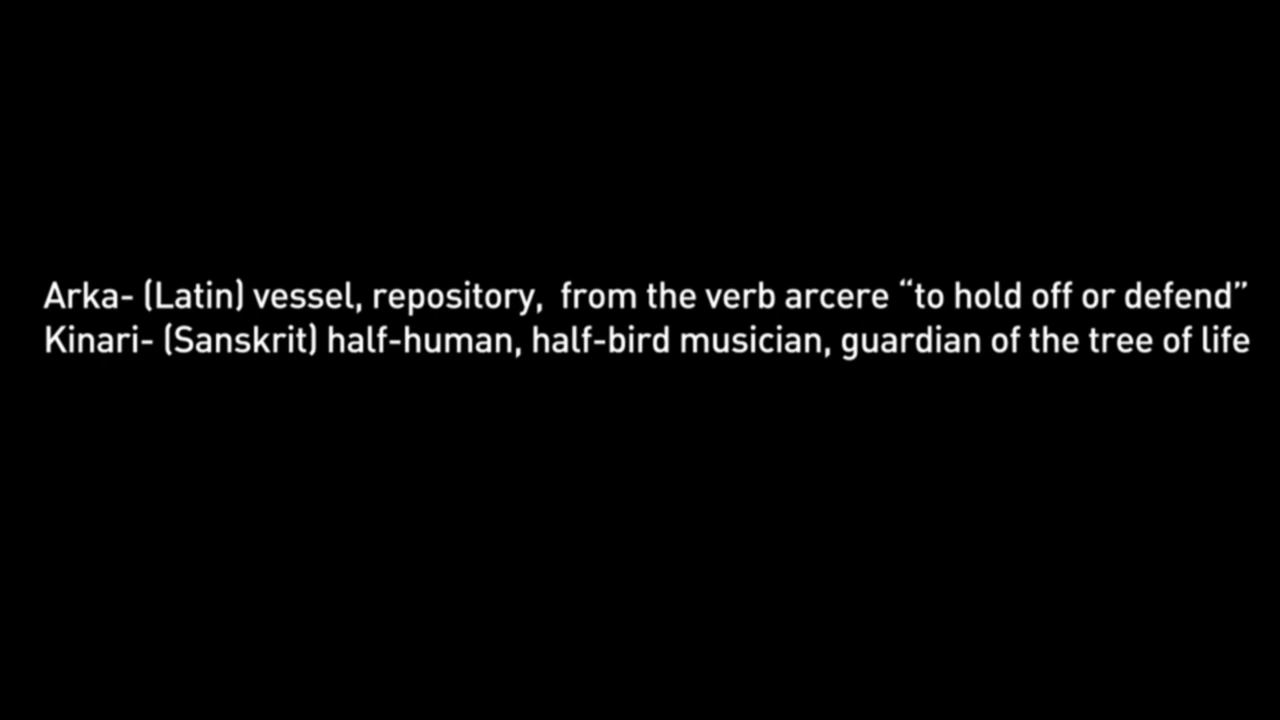 Arka- (Latin) vessel, repository,  from the verb arcere “to hold off or defend”
Kinari- (Sanskrit) half-human, half-bird musician, guardian of the tree of life